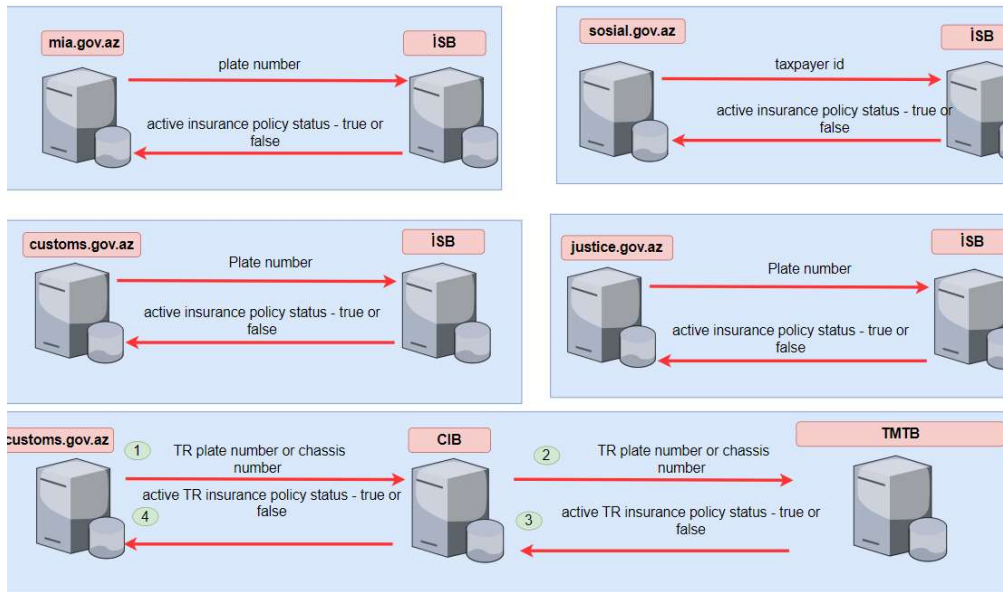 mia.gov.az
İSB
plate number
active insurance policy status - true or
false
sosial.gov.az
İSB
taxpayer id
active insurance policy status - true or
false
customs.gov.az
İSB
Plate number
active insurance policy status - true or
false
justice.gov.az
İSB
Plate number
active insurance policy status - true or
false
customs.gov.az
CIB
TMTB
1
TR plate number or chassis
number
2
TR plate number or chassis
number
active TR insurance policy status - true or
false
4
3
active TR insurance policy status - true or
false